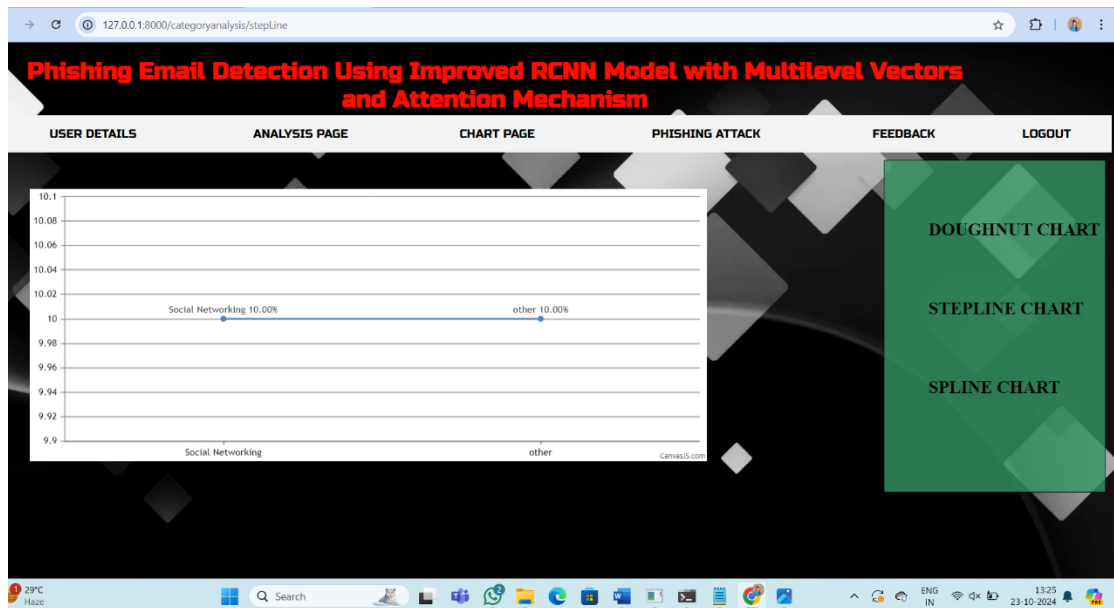 127.0.0.1:8000/categoryanalysis/stepLine
Phishing Email Detection Using Improved RCNN Model with Multilevel Vectors
and Attention Mechanism
USER DETAILS ANALYSIS PAGE CHART PAGE PHISHING ATTACK FEEDBACK LOGOUT
10.1
10.08
10.06
10.04
10.02
10
9.98
9.96
9.94
9.92
9.9
Social Networking 10.00% other 10.00%
Social Networking other
CanvasJS.com
DOUGHNUT CHART
STEPLINE CHART
SPLINE CHART
1
29°C
Haze
Search
2
ENG
IN
13:25
23-10-2024
PRE